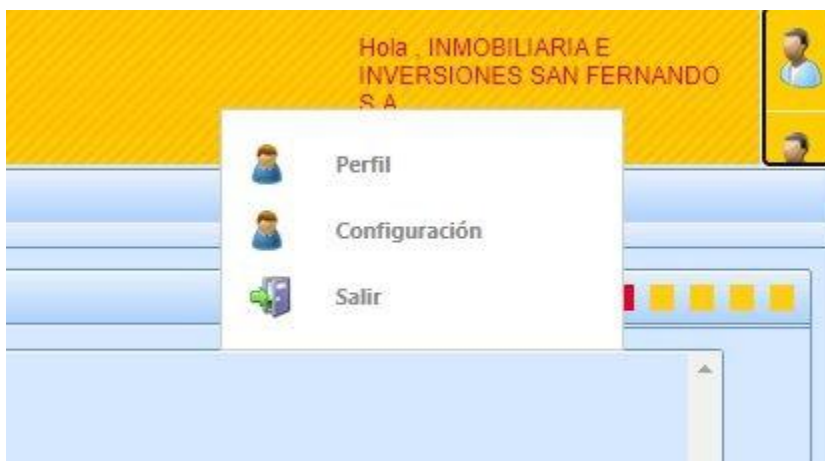 Hola , INMOBILIARIA E
INVERSIONES SAN FERNANDO
S.A
Perfil
Configuración
Salir